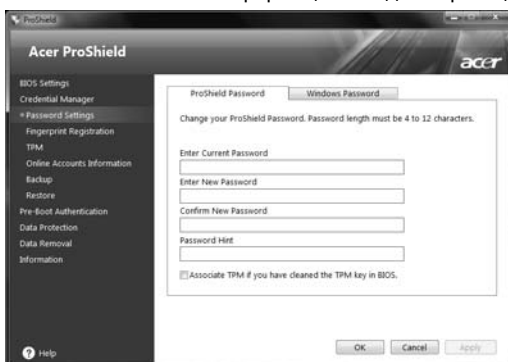 ProShield
Acer ProShield
acer
BIOS Settings
Credential Manager
Password Settings
Fingerprint Registration
TPM
Online Accounts Information
Backup
Restore
Pre-Boot Authentication
Data Protection
Data Removal
Information
Help
ProShield Password
Windows Password
Change your ProShield Password. Password length must be 4 to 12 characters.
Enter Current Password
Enter New Password
Confirm New Password
Password Hint
Associate TPM if you have cleaned the TPM key in BIOS.
OK
Cancel
Apply